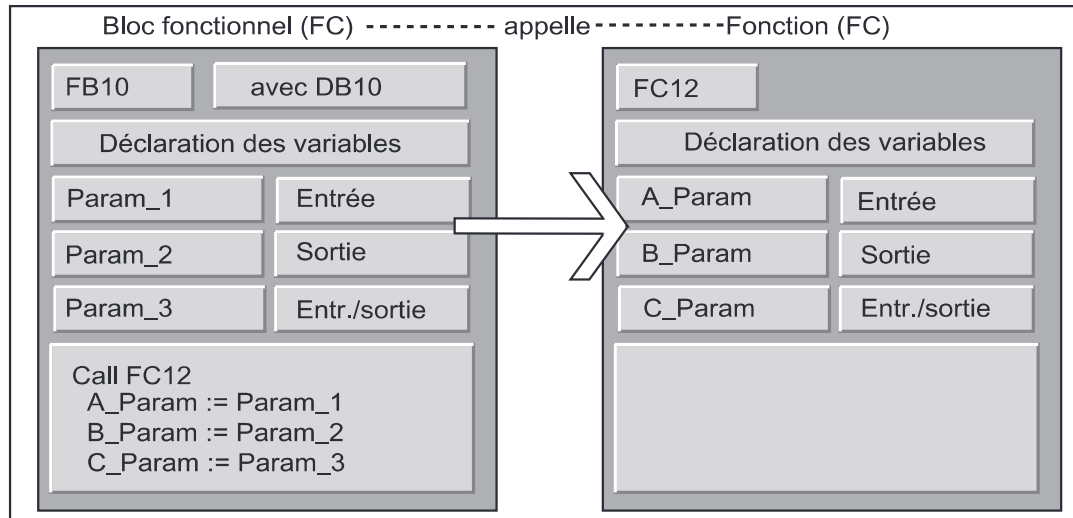 Bloc fonctionnel (FC) ----------- appelle ----------- Fonction (FC)
FB10
avec DB10
Déclaration des variables
Param_1
Entrée
Param_2
Sortie
Param_3
Entr./sortie
Call FC12
A_Param := Param_1
B_Param := Param_2
C_Param := Param_3
FC12
Déclaration des variables
A_Param
Entrée
B_Param
Sortie
C_Param
Entr./sortie